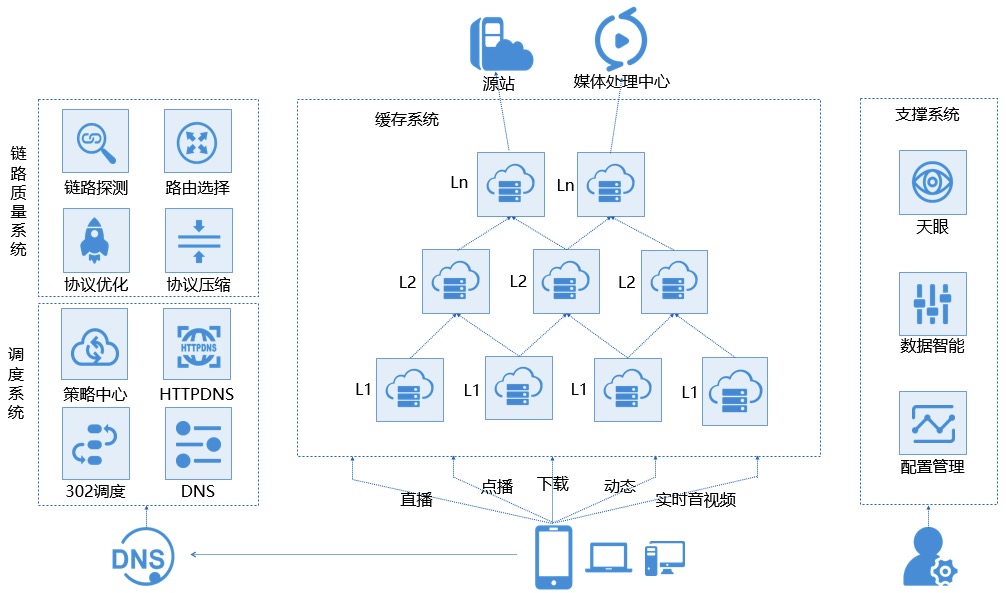 源站
媒体处理中心
链路质量系统
链路探测
路由选择
协议优化
协议压缩
调度系统
策略中心
HTTPDNS
HTTPDNS
302调度
DNS
DNS
缓存系统
Ln
Ln
L2
L2
L2
L1
L1
L1
L1
直播
点播
下载
动态
实时音视频
支撑系统
天眼
数据智能
配置管理